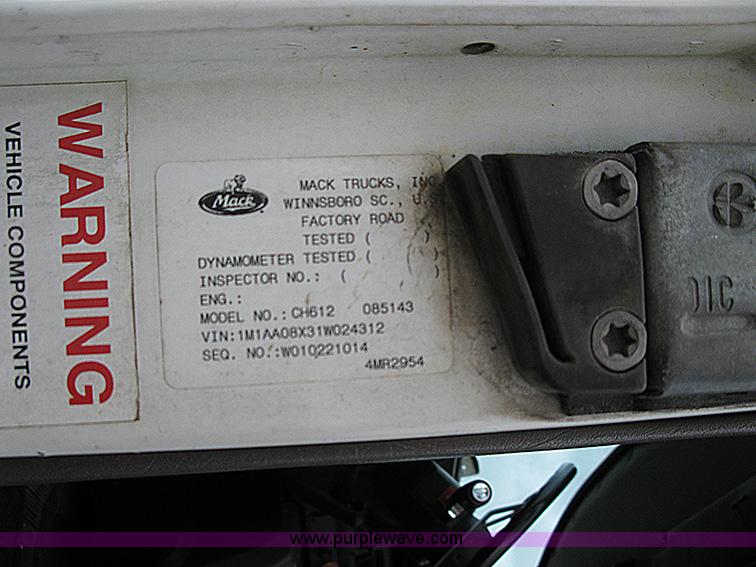 WARNING
VEHICLE COMPONENTS
Mack
MACK TRUCKS, INC
WINNSBORO SC., U.S
FACTORY ROAD
TESTED ( )
DYNAMOMETER TESTED ( )
INSPECTOR NO.: ( )
ENG.:
MODEL NO.: CH612 085143
VIN:1M1AA08X31W024312
SEQ. NO.:W010221014
4MR2954
www.purplewave.com